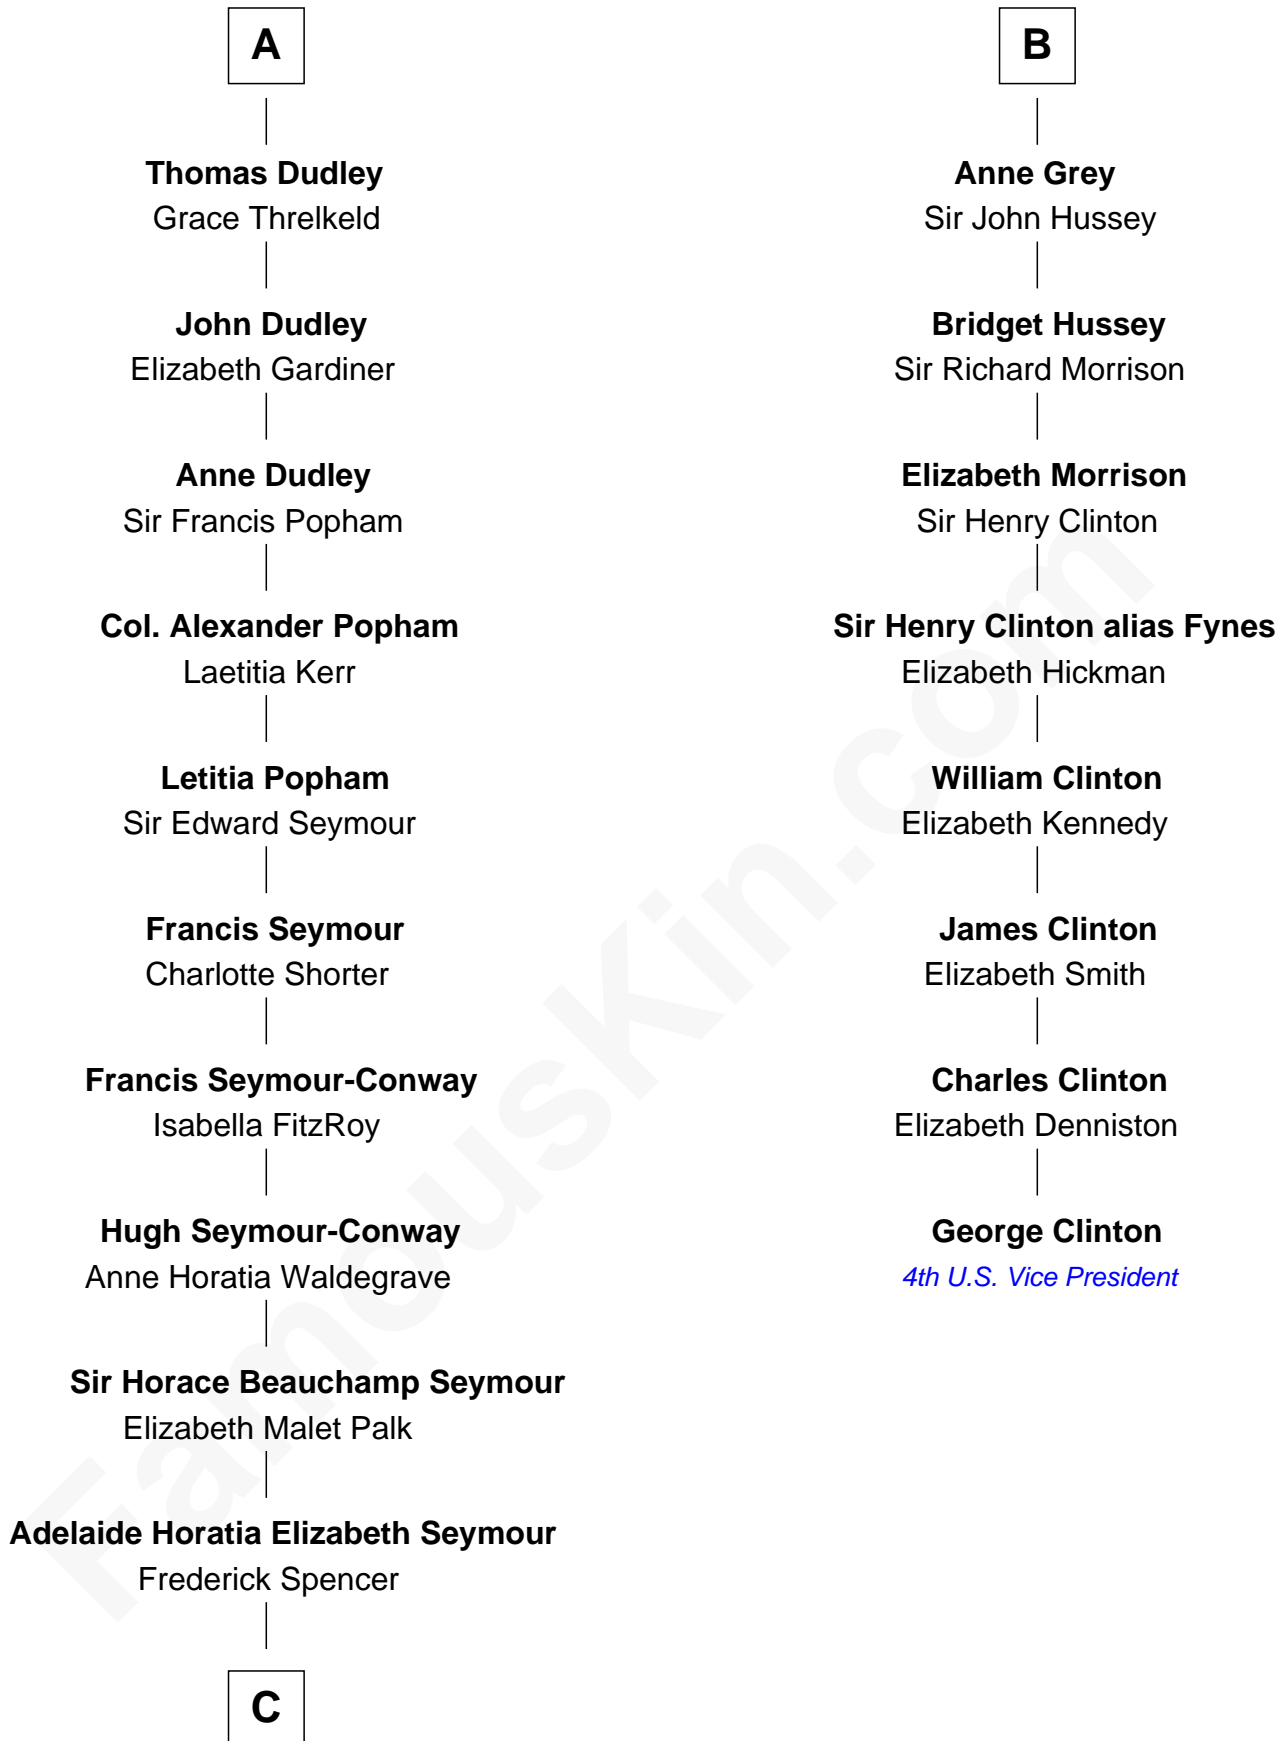 A
Thomas Dudley
Grace Threlkeld
John Dudley
Elizabeth Gardiner
Anne Dudley
Sir Francis Popham
Col. Alexander Popham
Laetitia Kerr
Letitia Popham
Sir Edward Seymour
Francis Seymour
Charlotte Shorter
Francis Seymour-Conway
Isabella FitzRoy
Hugh Seymour-Conway
Anne Horatia Waldegrave
Sir Horace Beauchamp Seymour
Elizabeth Malet Palk
Adelaide Horatia Elizabeth Seymour
Frederick Spencer
C
B
Anne Grey
Sir John Hussey
Bridget Hussey
Sir Richard Morrison
Elizabeth Morrison
Sir Henry Clinton
Sir Henry Clinton alias Fynes
Elizabeth Hickman
William Clinton
Elizabeth Kennedy
James Clinton
Elizabeth Smith
Charles Clinton
Elizabeth Denniston
George Clinton
4th U.S. Vice President
FamousKin.com